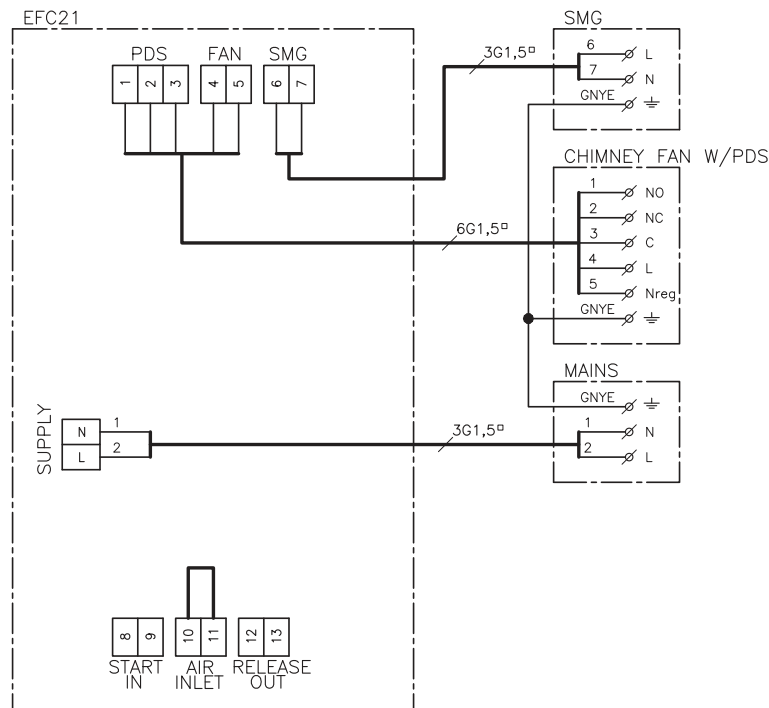 EFC21
SMG
PDS FAN SMG
1 2 3 4 5 6 7
3G1,5□
6 L
7 N
GNYE
CHIMNEY FAN W/PDS
6G1,5□
1 NO
2 NC
3 C
4 L
5 Nreg
GNYE
MAINS
GNYE
SUPPLY
N 1
L 2
3G1,5□
1 N
2 L
8 9 10 11 12 13
START IN
AIR INLET
RELEASE OUT